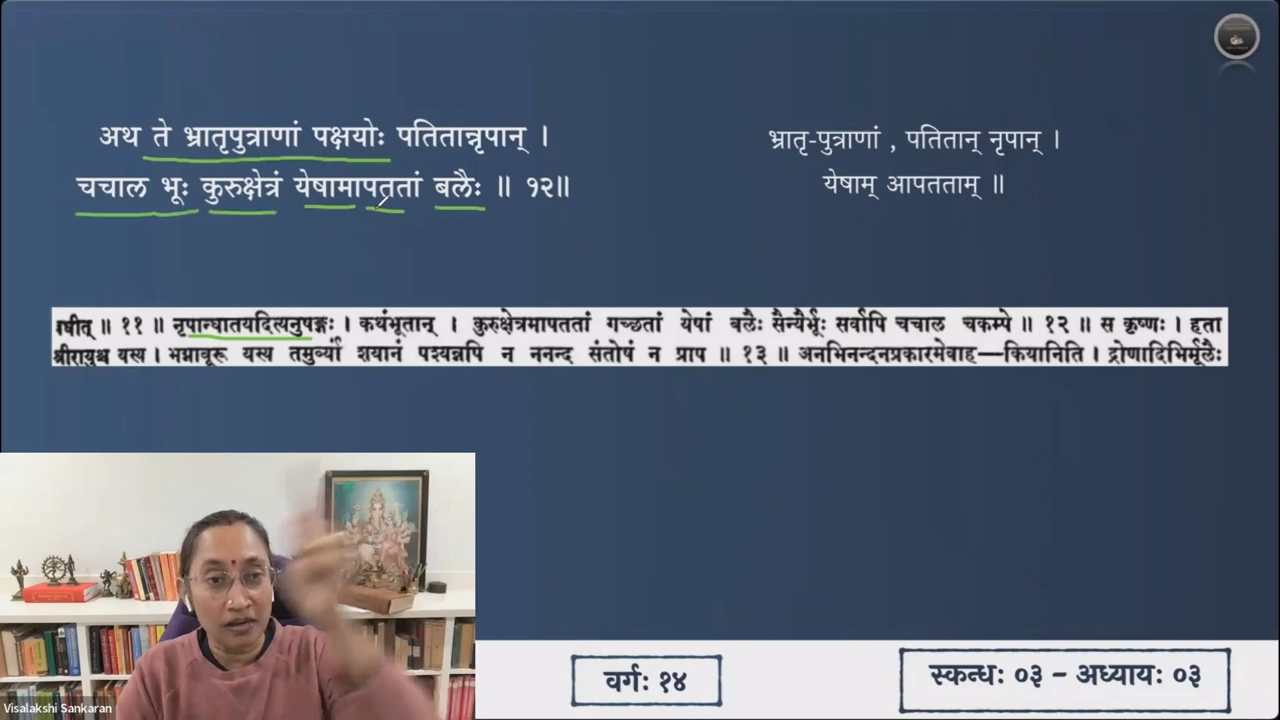 अथ ते भ्रातृपुत्राणां पक्षयोः पतितान्नृपान् ।
चचाल भूः कुरुक्षेत्रं येषामापततां बलैः ॥ १२॥
भ्रातृ-पुत्राणां , पतितान् नृपान् ।
येषाम् आपतताम् ॥
ग्रधीत् ॥ ११ ॥ नृपान्घातयदित्यनुषङ्गः । कथंभूतान् । कुरुक्षेत्रमापततां गच्छतां येषां बलैः सैन्यैर्भूः सर्वापि चचाल चकम्पे ॥ १२ ॥ स कृष्णः । हता
श्रीरायुश्च यस्य । भग्नावूरू यस्य तमुर्व्यां शयानं पश्यन्नपि न ननन्द संतोषं न प्राप ॥ १३ ॥ अनभिनन्दनप्रकारमेवाह—कियानिति । द्रोणादिभिर्मूलैः
Visalakshi Sankaran
वर्गः १४
स्कन्धः ०३ – अध्यायः ०३